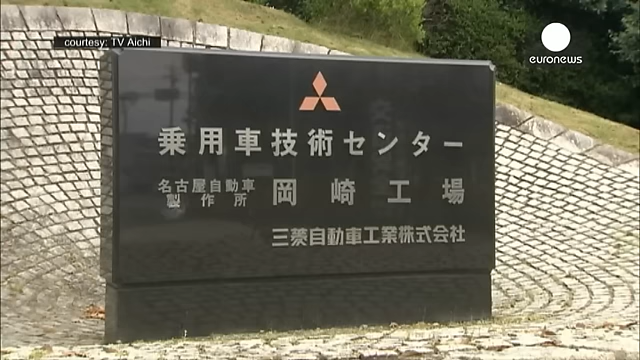 courtesy: TV Aichi
euronews
乗用車技術センター
名古屋自動車
製作所
岡崎工場
三菱自動車工業株式会社